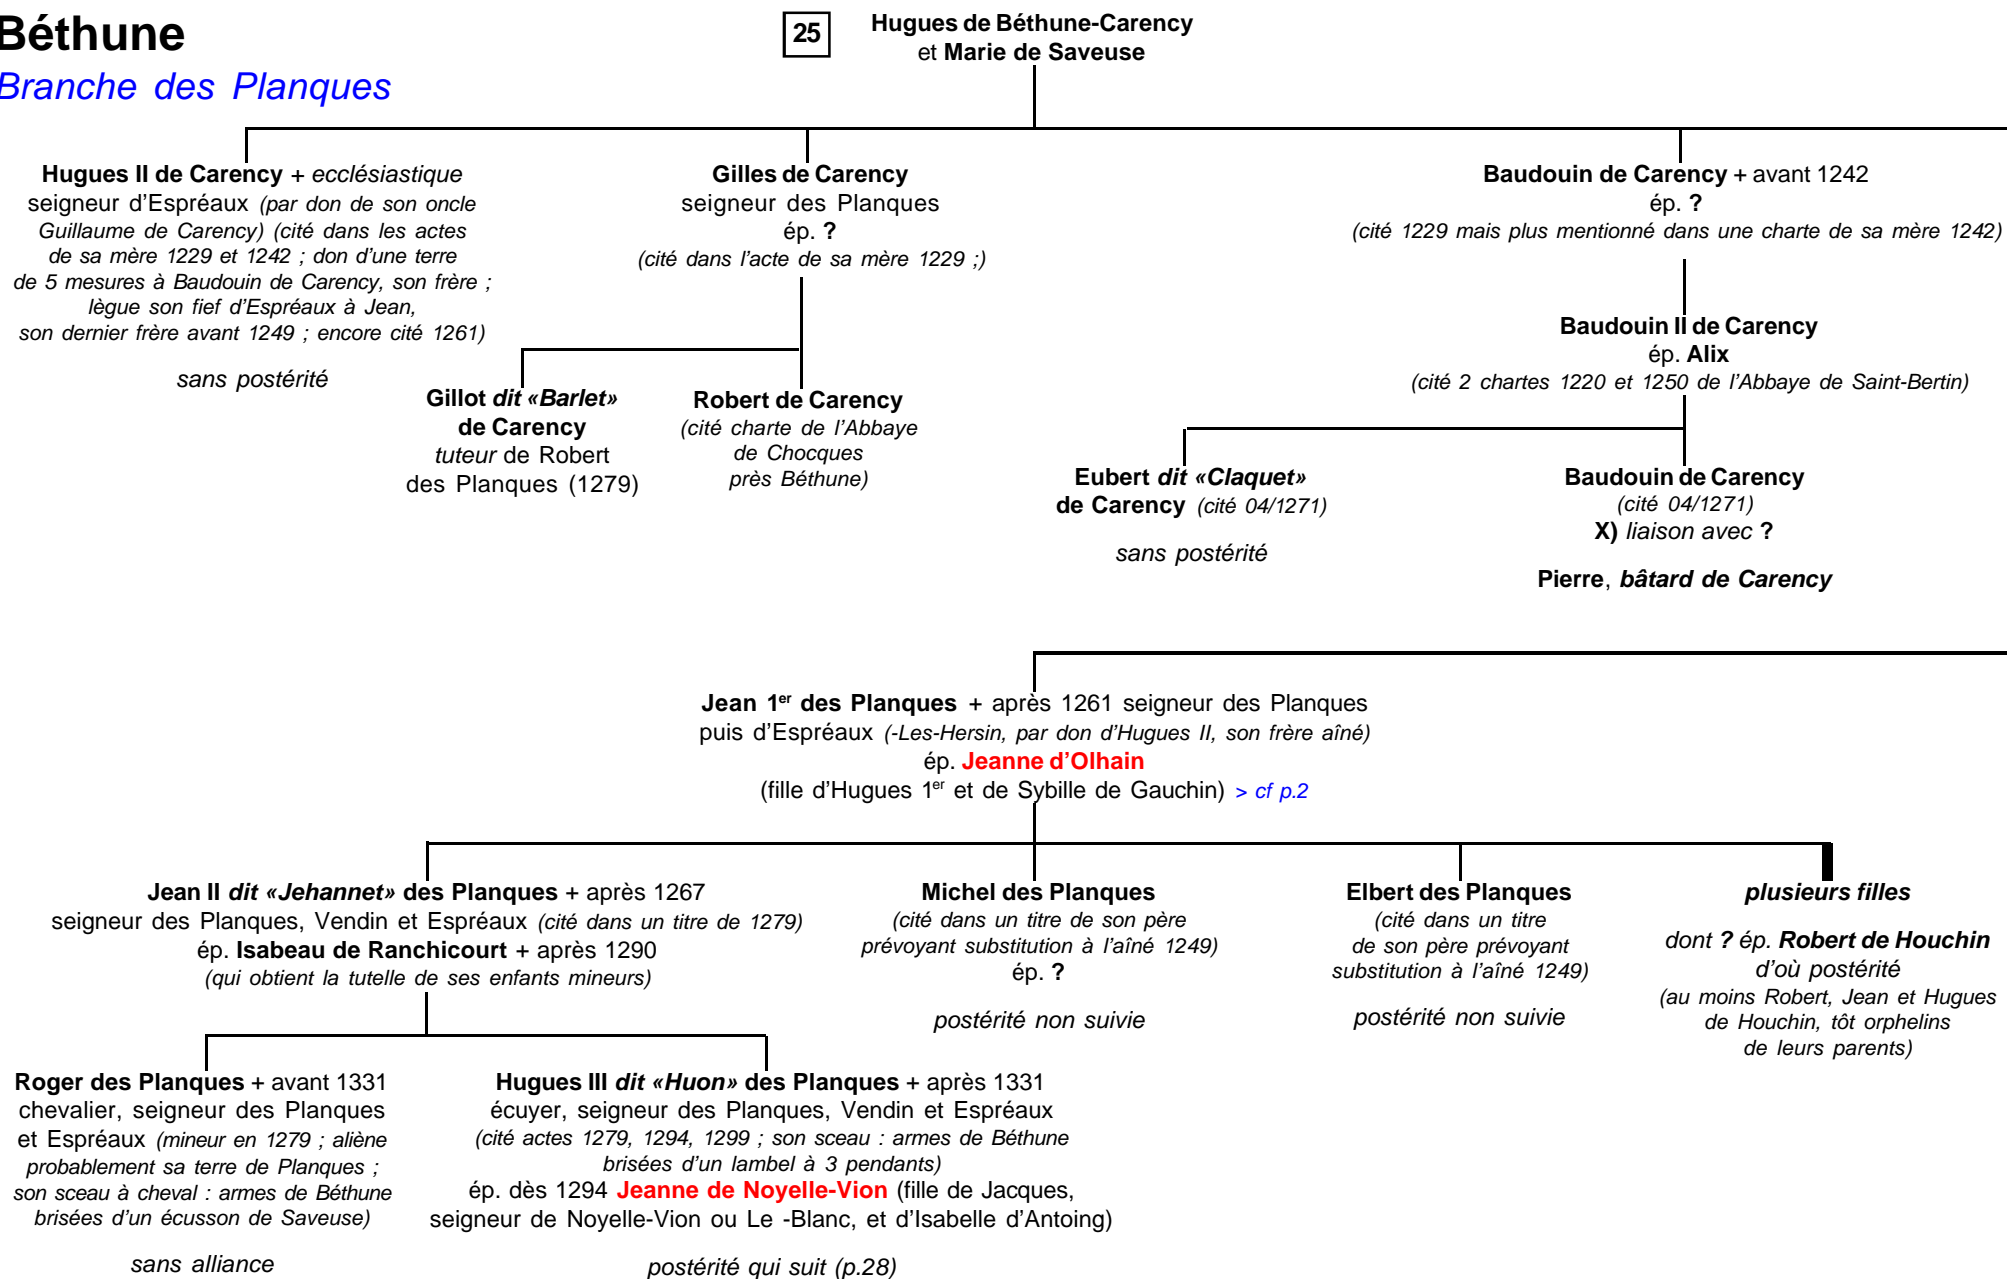 Béthune
Branche des Planques
25
Hugues de Béthune-Carency
et Marie de Saveuse
Hugues II de Carency + ecclésiastique
seigneur d’Espréaux (par don de son oncle
Guillaume de Carency) (cité dans les actes
de sa mère 1229 et 1242 ; don d’une terre
de 5 mesures à Baudouin de Carency, son frère ;
lègue son fief d’Espréaux à Jean,
son dernier frère avant 1249 ; encore cité 1261)
sans postérité
Gilles de Carency
seigneur des Planques
ép. ?
(cité dans l’acte de sa mère 1229 ;)
Baudouin de Carency + avant 1242
ép. ?
(cité 1229 mais plus mentionné dans une charte de sa mère 1242)
Gillot dit «Barlet»
de Carency
tuteur de Robert
des Planques (1279)
Robert de Carency
(cité charte de l’Abbaye
de Chocques
près Béthune)
Baudouin II de Carency
ép. Alix
(cité 2 chartes 1220 et 1250 de l’Abbaye de Saint-Bertin)
Eubert dit «Claquet»
de Carency (cité 04/1271)
sans postérité
Baudouin de Carency
(cité 04/1271)
X) liaison avec ?
Pierre, bâtard de Carency
Jean 1er des Planques + après 1261 seigneur des Planques
puis d’Espréaux (-Les-Hersin, par don d’Hugues II, son frère aîné)
ép. Jeanne d’Olhain
(fille d’Hugues 1er et de Sybille de Gauchin) > cf p.2
Jean II dit «Jehannet» des Planques + après 1267
seigneur des Planques, Vendin et Espréaux (cité dans un titre de 1279)
ép. Isabeau de Ranchicourt + après 1290
(qui obtient la tutelle de ses enfants mineurs)
Michel des Planques
(cité dans un titre de son père
prévoyant substitution à l’aîné 1249)
ép. ?
postérité non suivie
Elbert des Planques
(cité dans un titre
de son père prévoyant
substitution à l’aîné 1249)
postérité non suivie
plusieurs filles
dont ? ép. Robert de Houchin
d’où postérité
(au moins Robert, Jean et Hugues
de Houchin, tôt orphelins
de leurs parents)
Roger des Planques + avant 1331
chevalier, seigneur des Planques
et Espréaux (mineur en 1279 ; aliène
probablement sa terre de Planques ;
son sceau à cheval : armes de Béthune
brisées d’un écusson de Saveuse)
sans alliance
Hugues III dit «Huon» des Planques + après 1331
écuyer, seigneur des Planques, Vendin et Espréaux
(cité actes 1279, 1294, 1299 ; son sceau : armes de Béthune
brisées d’un lambel à 3 pendants)
ép. dès 1294 Jeanne de Noyelle-Vion (fille de Jacques,
seigneur de Noyelle-Vion ou Le -Blanc, et d’Isabelle d’Antoing)
postérité qui suit (p.28)